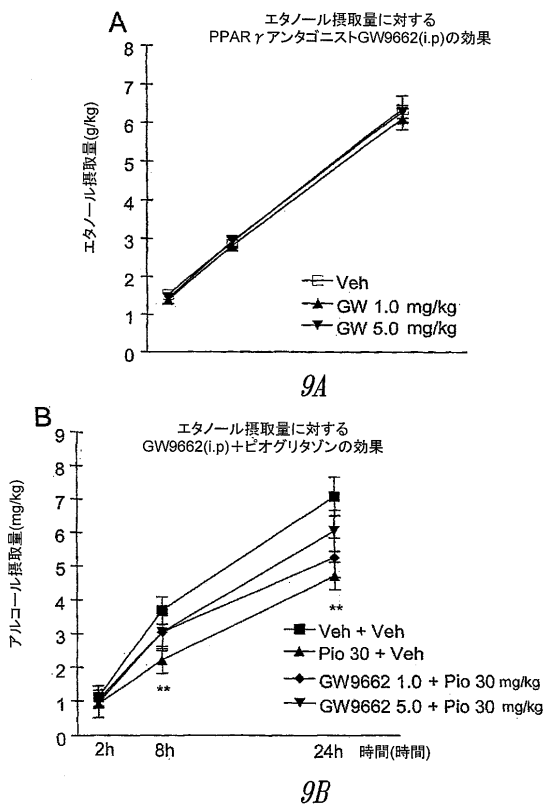 A
エタノール摂取量に対する
PPARγアンタゴニストGW9662(i.p)の効果
エタノール摂取量(g/kg)
8
7
6
5
4
3
2
1
0
Veh
GW 1.0 mg/kg
GW 5.0 mg/kg
9A
B
エタノール摂取量に対する
GW9662(i.p)+ピオグリタゾンの効果
アルコール摂取量(mg/kg)
9
8
7
6
5
4
3
2
1
0
**
**
Veh + Veh
Pio 30 + Veh
GW9662 1.0 + Pio 30 mg/kg
GW9662 5.0 + Pio 30 mg/kg
2h 8h 24h 時間(時間)
9B